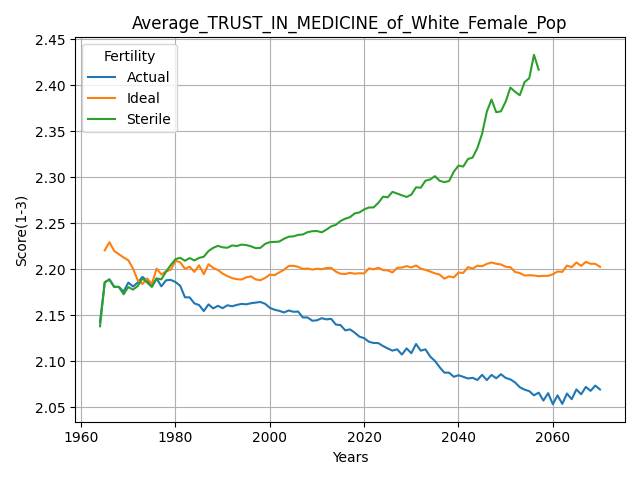 Average_TRUST_IN_MEDICINE_of_White_Female_Pop
Fertility
Actual
Ideal
Sterile
Score(1-3)
2.45
2.40
2.35
2.30
2.25
2.20
2.15
2.10
2.05
1960 1980 2000 2020 2040 2060
Years